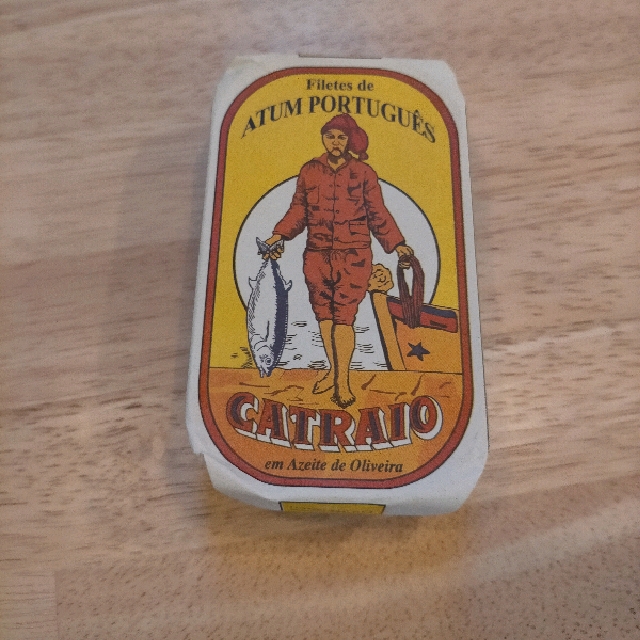 Filetes de
ATUM PORTUGUÊS
CATRAIO
em Azeite de Oliveira